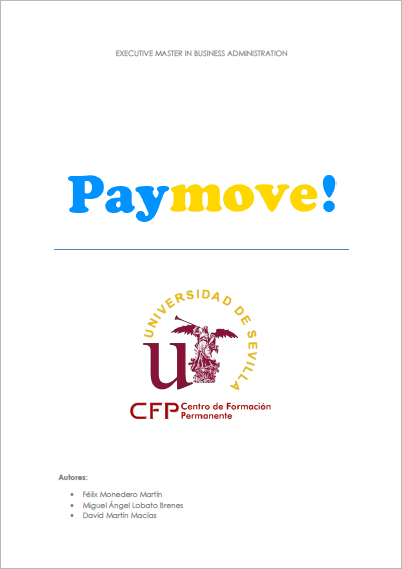 EXECUTIVE MASTER IN BUSINESS ADMINISTRATION
Paymove!
UNIVERSIDAD DE SEVILLA
u
CFP Centro de Formación
Permanente
Autores:
• Félix Monedero Martín
• Miguel Ángel Lobato Brenes
• David Martín Macías